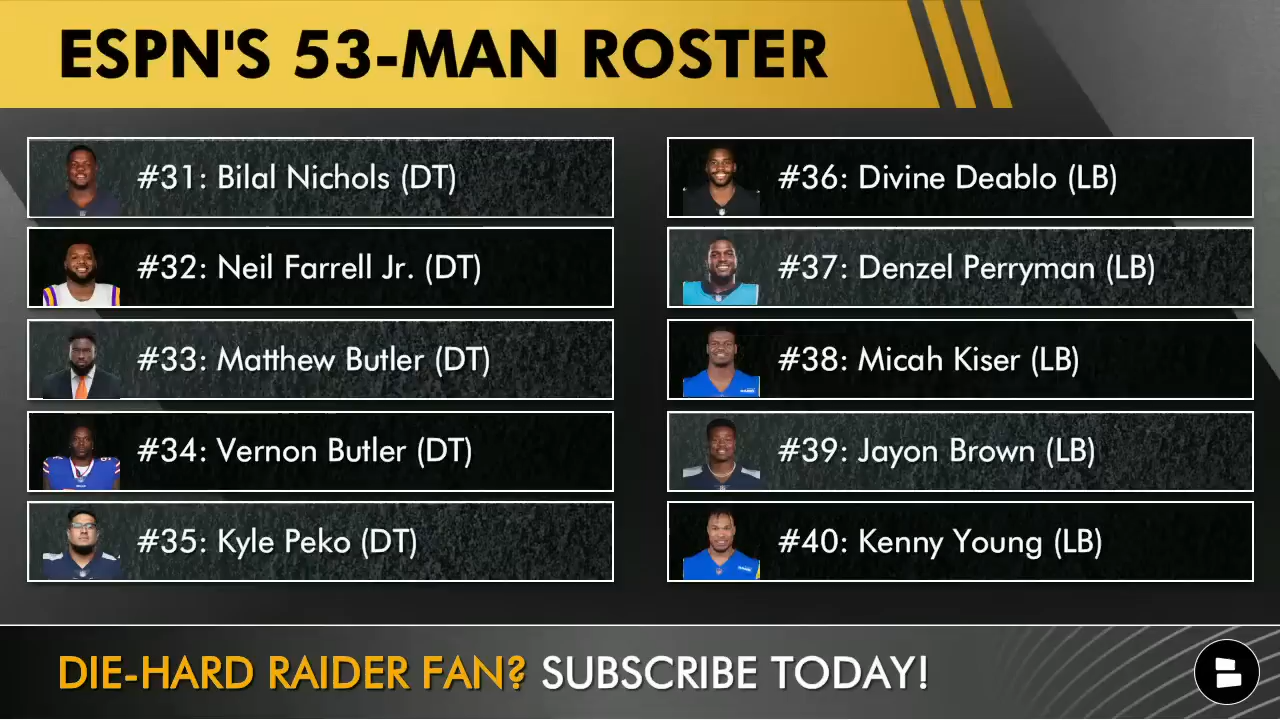 ESPN'S 53-MAN ROSTER
#31: Bilal Nichols (DT)
#32: Neil Farrell Jr. (DT)
#33: Matthew Butler (DT)
#34: Vernon Butler (DT)
#35: Kyle Peko (DT)
#36: Divine Deablo (LB)
#37: Denzel Perryman (LB)
#38: Micah Kiser (LB)
#39: Jayon Brown (LB)
#40: Kenny Young (LB)
DIE-HARD RAIDER FAN? SUBSCRIBE TODAY!